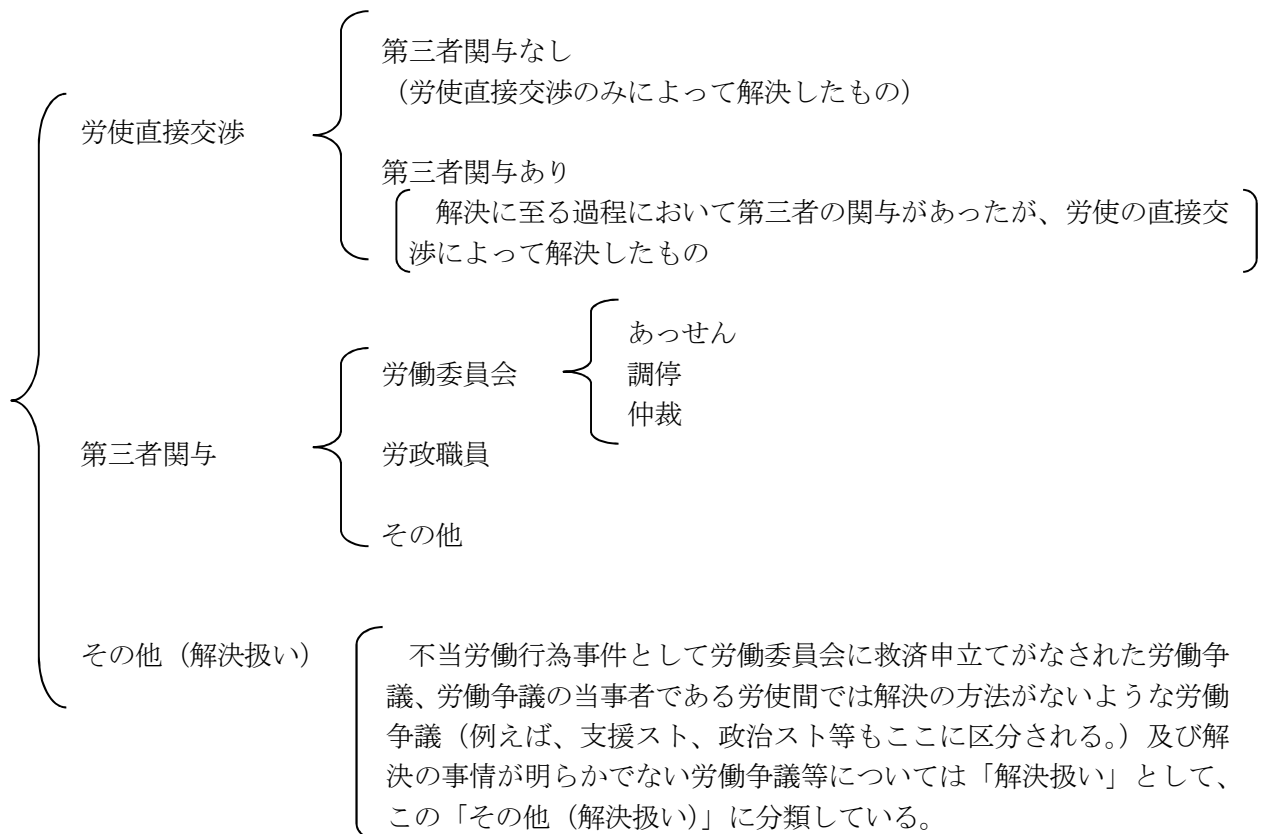 第三者関与なし
（労使直接交渉のみによって解決したもの）
労使直接交渉
第三者関与あり
解決に至る過程において第三者の関与があったが、労使の直接交
渉によって解決したもの
あっせん
労働委員会
調停
仲裁
第三者関与
労政職員
その他
その他（解決扱い）
不当労働行為事件として労働委員会に救済申立てがなされた労働争
議、労働争議の当事者である労使間では解決の方法がないような労働
争議（例えば、支援スト、政治スト等もここに区分される。）及び解
決の事情が明らかでない労働争議等については「解決扱い」として、
この「その他（解決扱い）」に分類している。